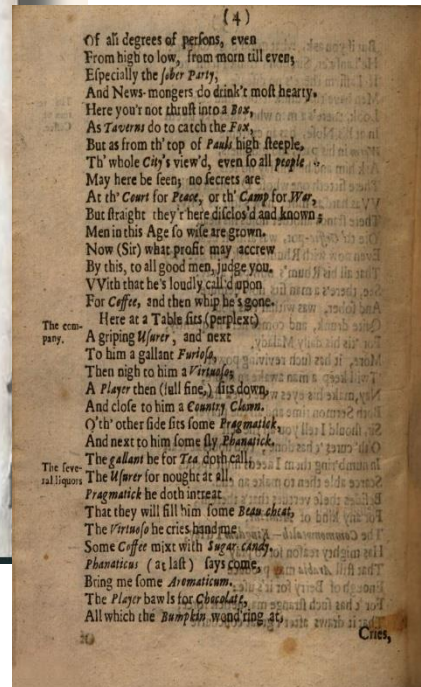 (4)
Of all degrees of persons, even
From high to low, from morn till even;
Especially the sober Party,
And News-mongers do drink't most hearty.
Here you'r not thrust into a Box,
As Taverns do to catch the Fox,
But as from th' top of Pauls high steeple,
Th' whole City's view'd, even so all people
May here be seen; no secrets are
At th' Court for Peace, or th' Camp for War,
But straight they'r here disclos'd and known;
Men in this Age so wise are grown.
Now (Sir) what profit may accrew
By this, to all good men, judge you.
VVith that he's loudly call'd upon
For Coffee, and then whip he's gone.
Here at a Table sits (perplext)
The company. A griping Usurer, and next
To him a gallant Furioso,
Then nigh to him a Virtuoso;
A Player then (full fine,) sits down,
And close to him a Country Clown.
O'th' other side sits some Pragmatick,
And next to him some sly Phanatick.
The several liquors The gallant he for Tea doth call,
The Usurer for nought at all.
Pragmatick he doth intreat
That they will fill him some Beau cheat,
The Virtuoso he cries hand me
Some Coffee mixt with Sugar candy.
Phanaticus (at last) says come,
Bring me some Aromaticum.
The Player bawls for Chocolate,
All which the Bumpkin wond'ring at,
Cries,